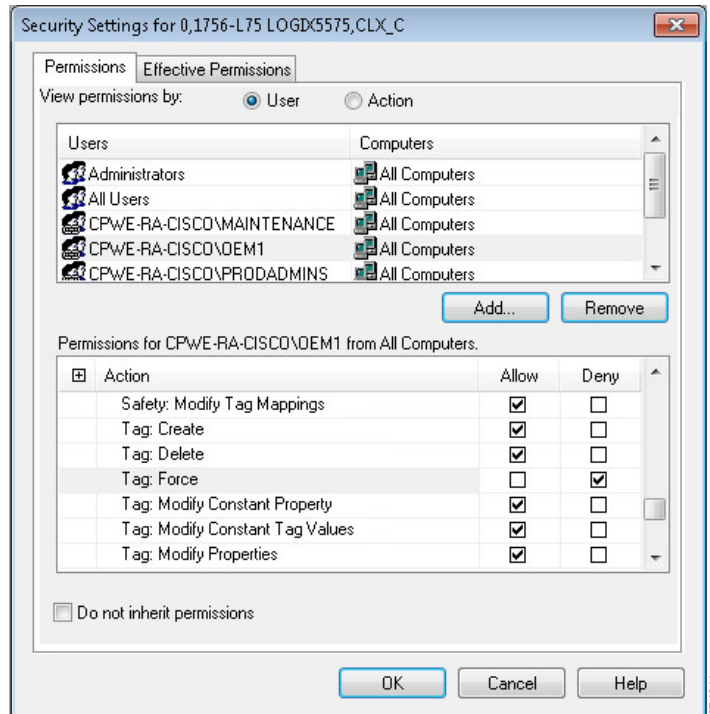 Security Settings for 0,1756-L75 LOGIX5575,CLX_C
Permissions Effective Permissions
View permissions by: User Action
Users Computers
Administrators All Computers
All Users All Computers
CPWE-RA-CISCO\MAINTENANCE All Computers
CPWE-RA-CISCO\OEM1 All Computers
CPWE-RA-CISCO\PRODADMINS All Computers
Add... Remove
Permissions for CPWE-RA-CISCO\OEM1 from All Computers.
Action Allow Deny
Safety: Modify Tag Mappings
Tag: Create
Tag: Delete
Tag: Force
Tag: Modify Constant Property
Tag: Modify Constant Tag Values
Tag: Modify Properties
Do not inherit permissions
OK Cancel Help